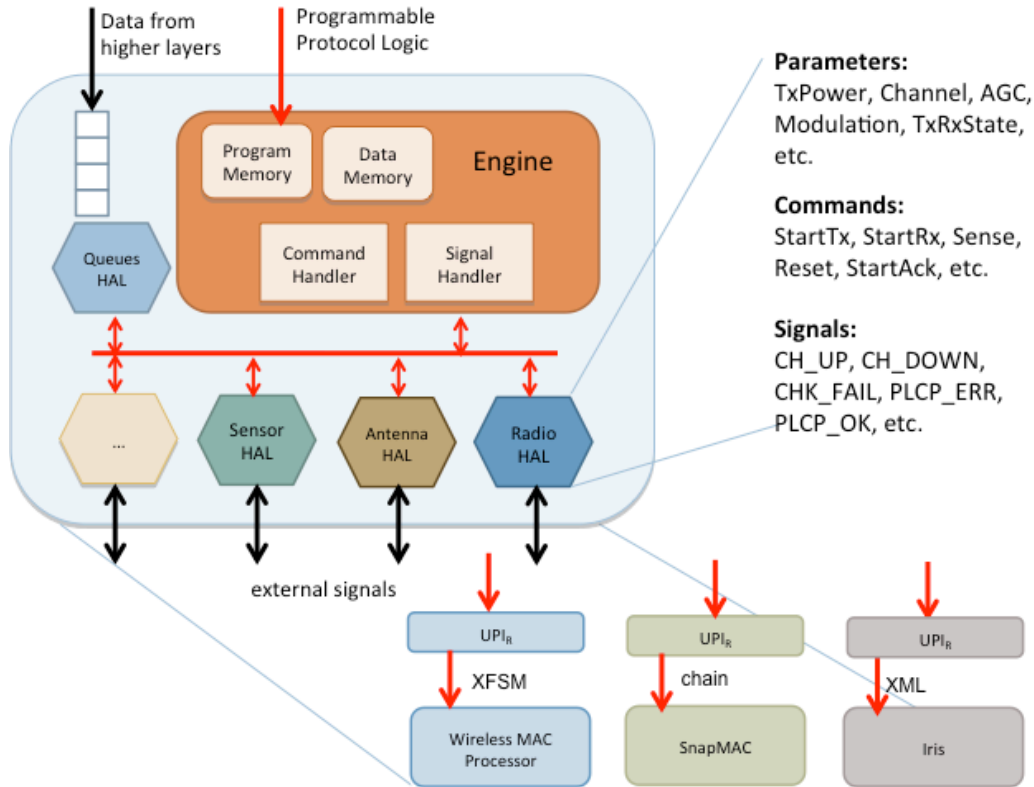 Data from
higher layers
Programmable
Protocol Logic
Program
Memory
Data
Memory
Engine
Command
Handler
Signal
Handler
Queues
HAL
...
Sensor
HAL
Antenna
HAL
Radio
HAL
external signals
Parameters:
TxPower, Channel, AGC,
Modulation, TxRxState,
etc.
Commands:
StartTx, StartRx, Sense,
Reset, StartAck, etc.
Signals:
CH_UP, CH_DOWN,
CHK_FAIL, PLCP_ERR,
PLCP_OK, etc.
UPIR
XFSM
Wireless MAC
Processor
UPIR
chain
SnapMAC
UPIR
XML
Iris